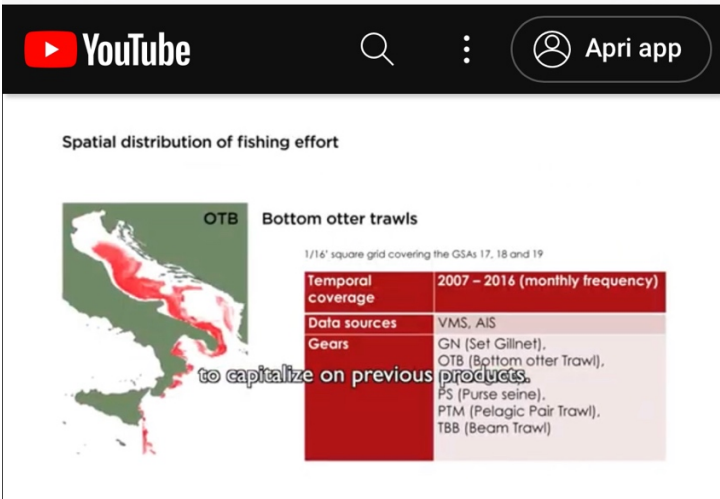 YouTube
Apri app
Spatial distribution of fishing effort
OTB
Bottom otter trawls
1/16' square grid covering the GSAs 17, 18 and 19
Temporal coverage
2007 – 2016 (monthly frequency)
Data sources
VMS, AIS
Gears
GN (Set Gillnet),
OTB (Bottom otter Trawl),
to capitalize on previous products.
PS (Purse seine),
PTM (Pelagic Pair Trawl),
TBB (Beam Trawl)